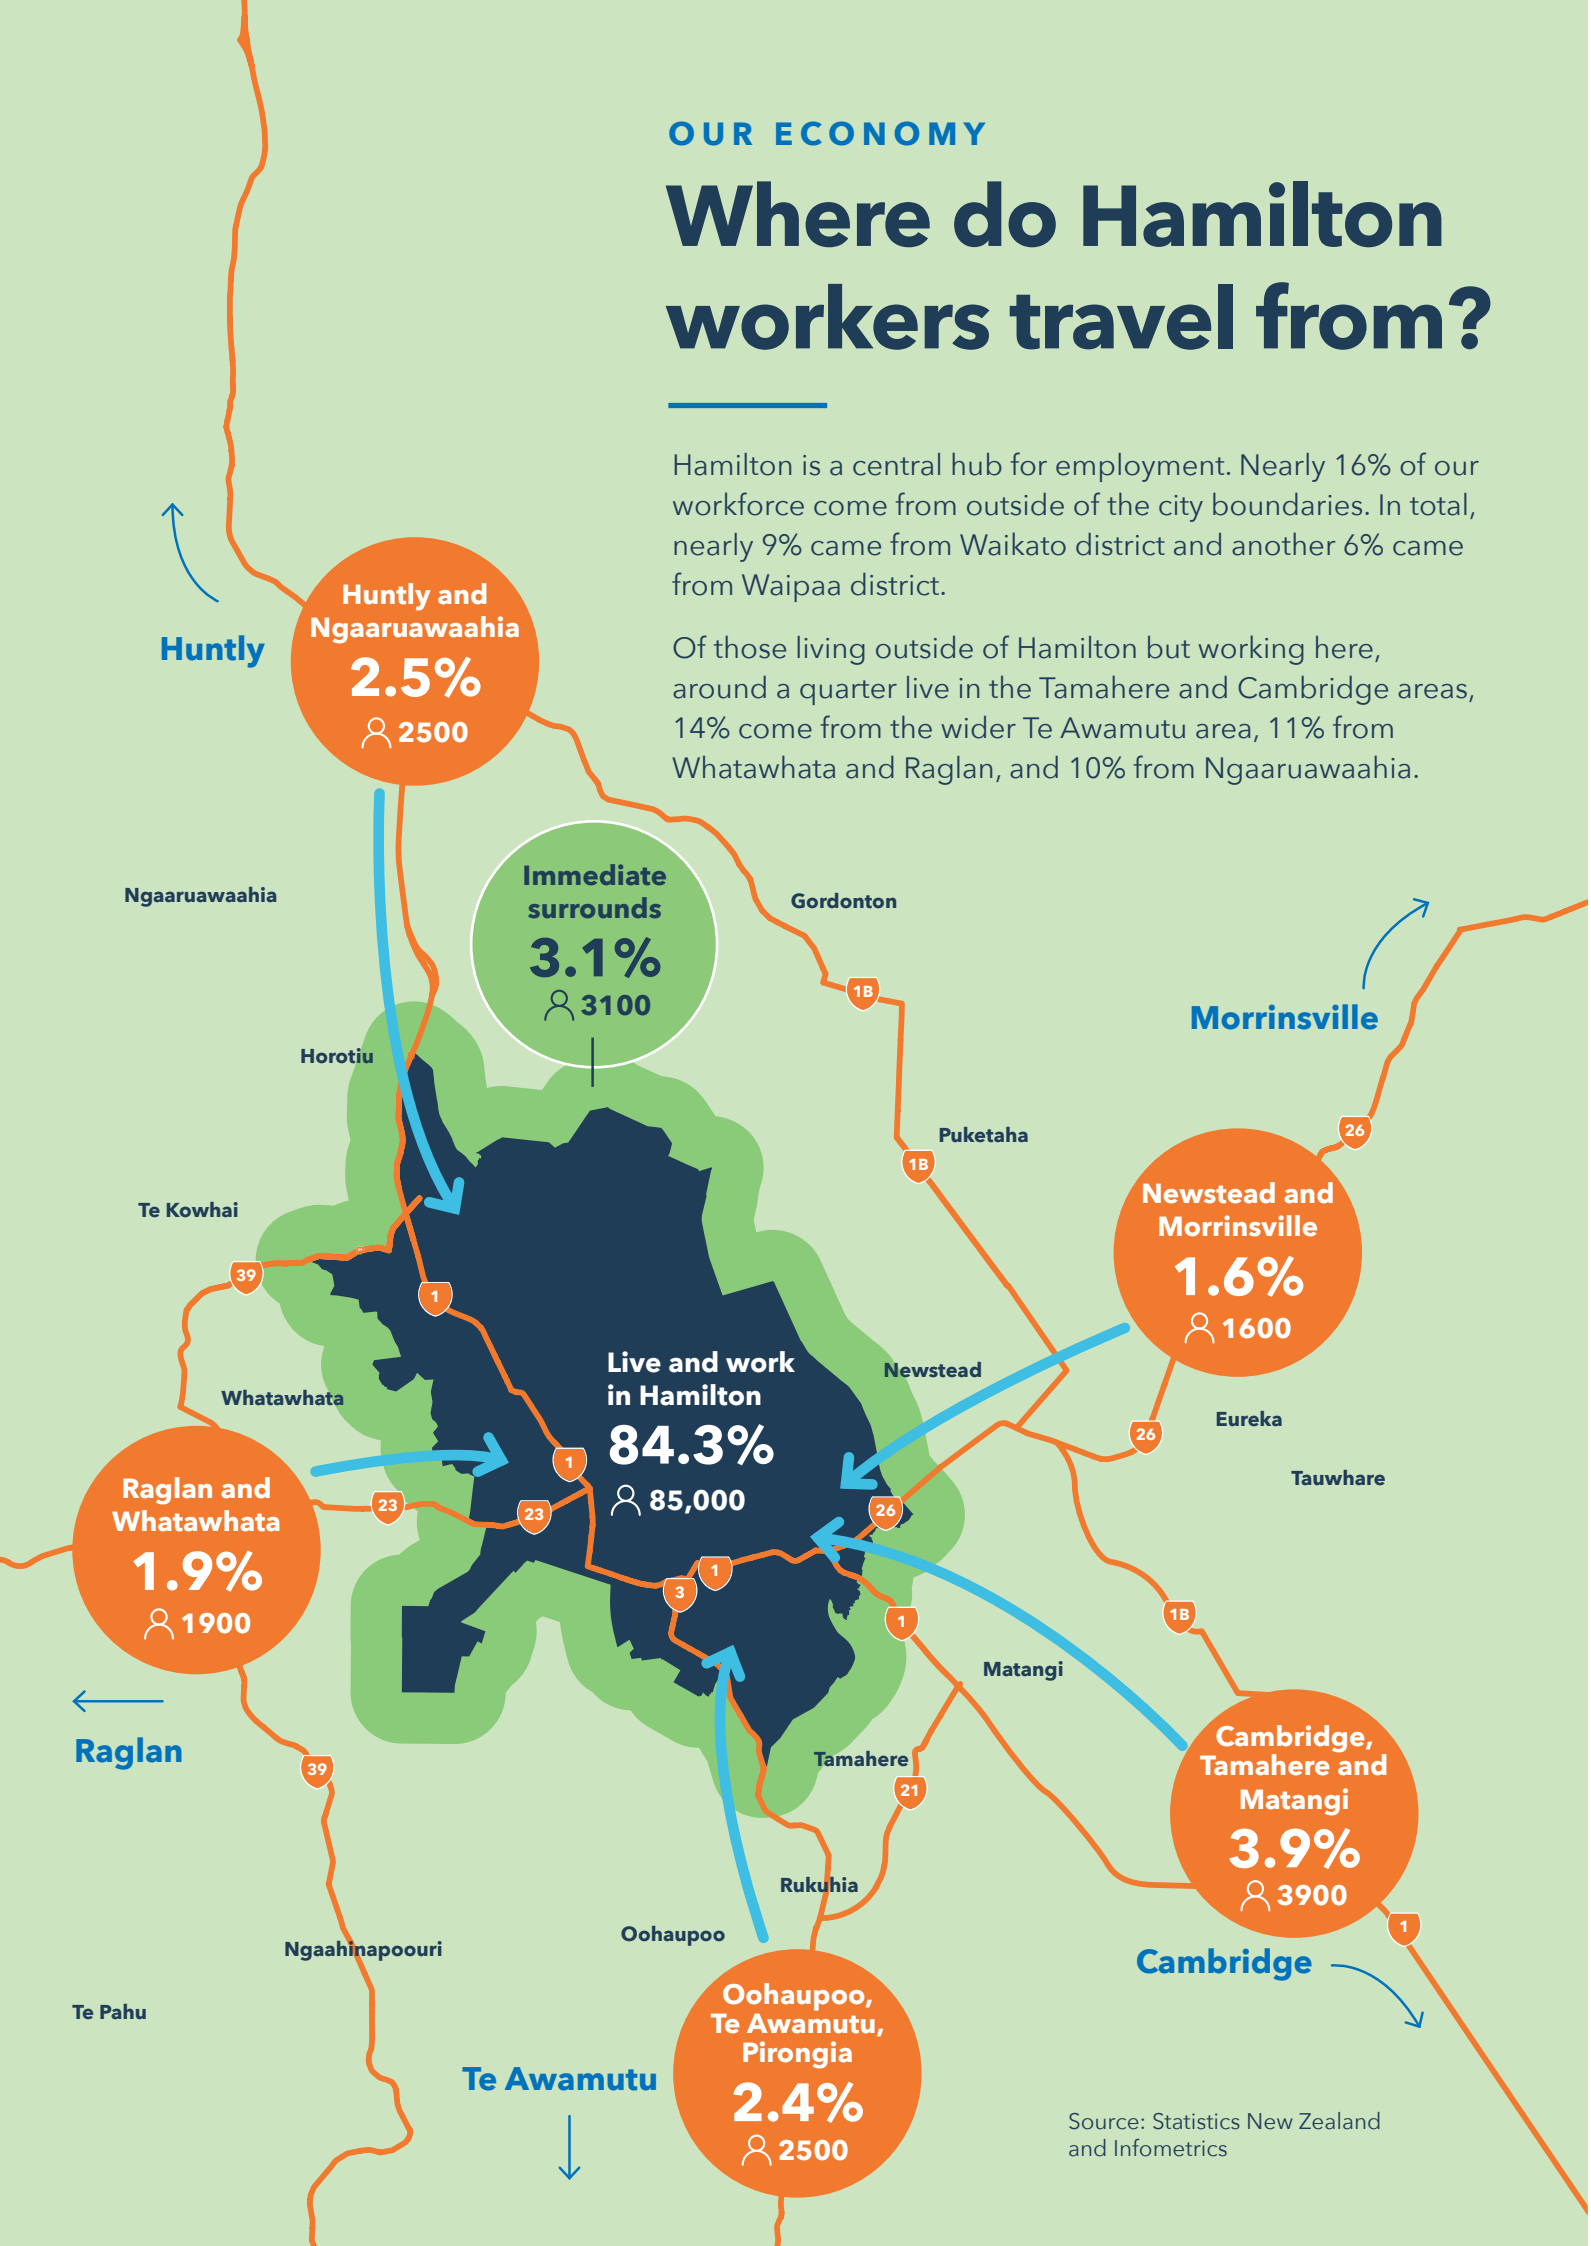 OUR ECONOMY
Where do Hamilton
workers travel from?
Hamilton is a central hub for employment. Nearly 16% of our
workforce come from outside of the city boundaries. In total,
nearly 9% came from Waikato district and another 6% came
from Waipaa district.
Of those living outside of Hamilton but working here,
around a quarter live in the Tamahere and Cambridge areas,
14% come from the wider Te Awamutu area, 11% from
Whatawhata and Raglan, and 10% from Ngaaruawaahia.
Huntly
Huntly and
Ngaaruawaahia
2.5%
2500
Immediate
surrounds
3.1%
3100
Ngaaruawaahia
Gordonton
1B
Morrinsville
Horotiu
Puketaha
1B
26
Te Kowhai
39
1
Newstead and
Morrinsville
1.6%
1600
Live and work
in Hamilton
84.3%
85,000
Newstead
Whatawhata
Eureka
26
Tauwhare
1
23
23
26
Raglan and
Whatawhata
1.9%
1900
1
3
1
1B
Matangi
Raglan
39
Tamahere
21
Cambridge,
Tamahere and
Matangi
3.9%
3900
1
Rukuhia
Oohaupoo
Ngaahinapoouri
Cambridge
Te Pahu
Te Awamutu
Oohaupoo,
Te Awamutu,
Pirongia
2.4%
2500
Source: Statistics New Zealand
and Infometrics